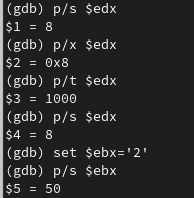 (gdb) p/s $edx
$1 = 8
(gdb) p/x $edx
$2 = 0x8
(gdb) p/t $edx
$3 = 1000
(gdb) p/s $edx
$4 = 8
(gdb) set $ebx='2'
(gdb) p/s $ebx
$5 = 50